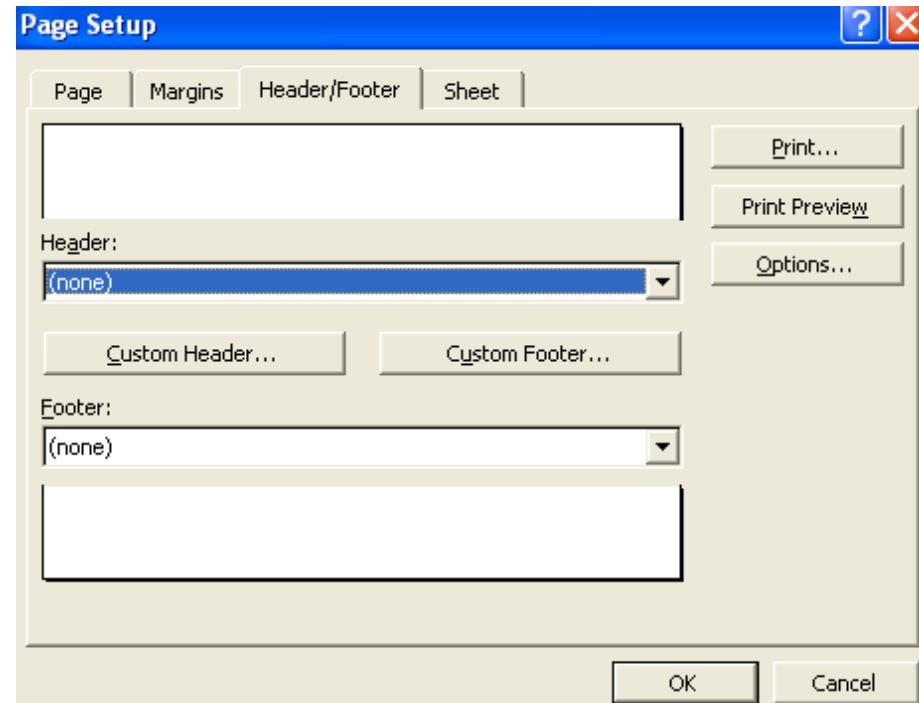 Page Setup
?
Page Margins Header/Footer Sheet
Print...
Print Preview
Header:
Options...
(none)
Custom Header... Custom Footer...
Footer:
(none)
OK Cancel